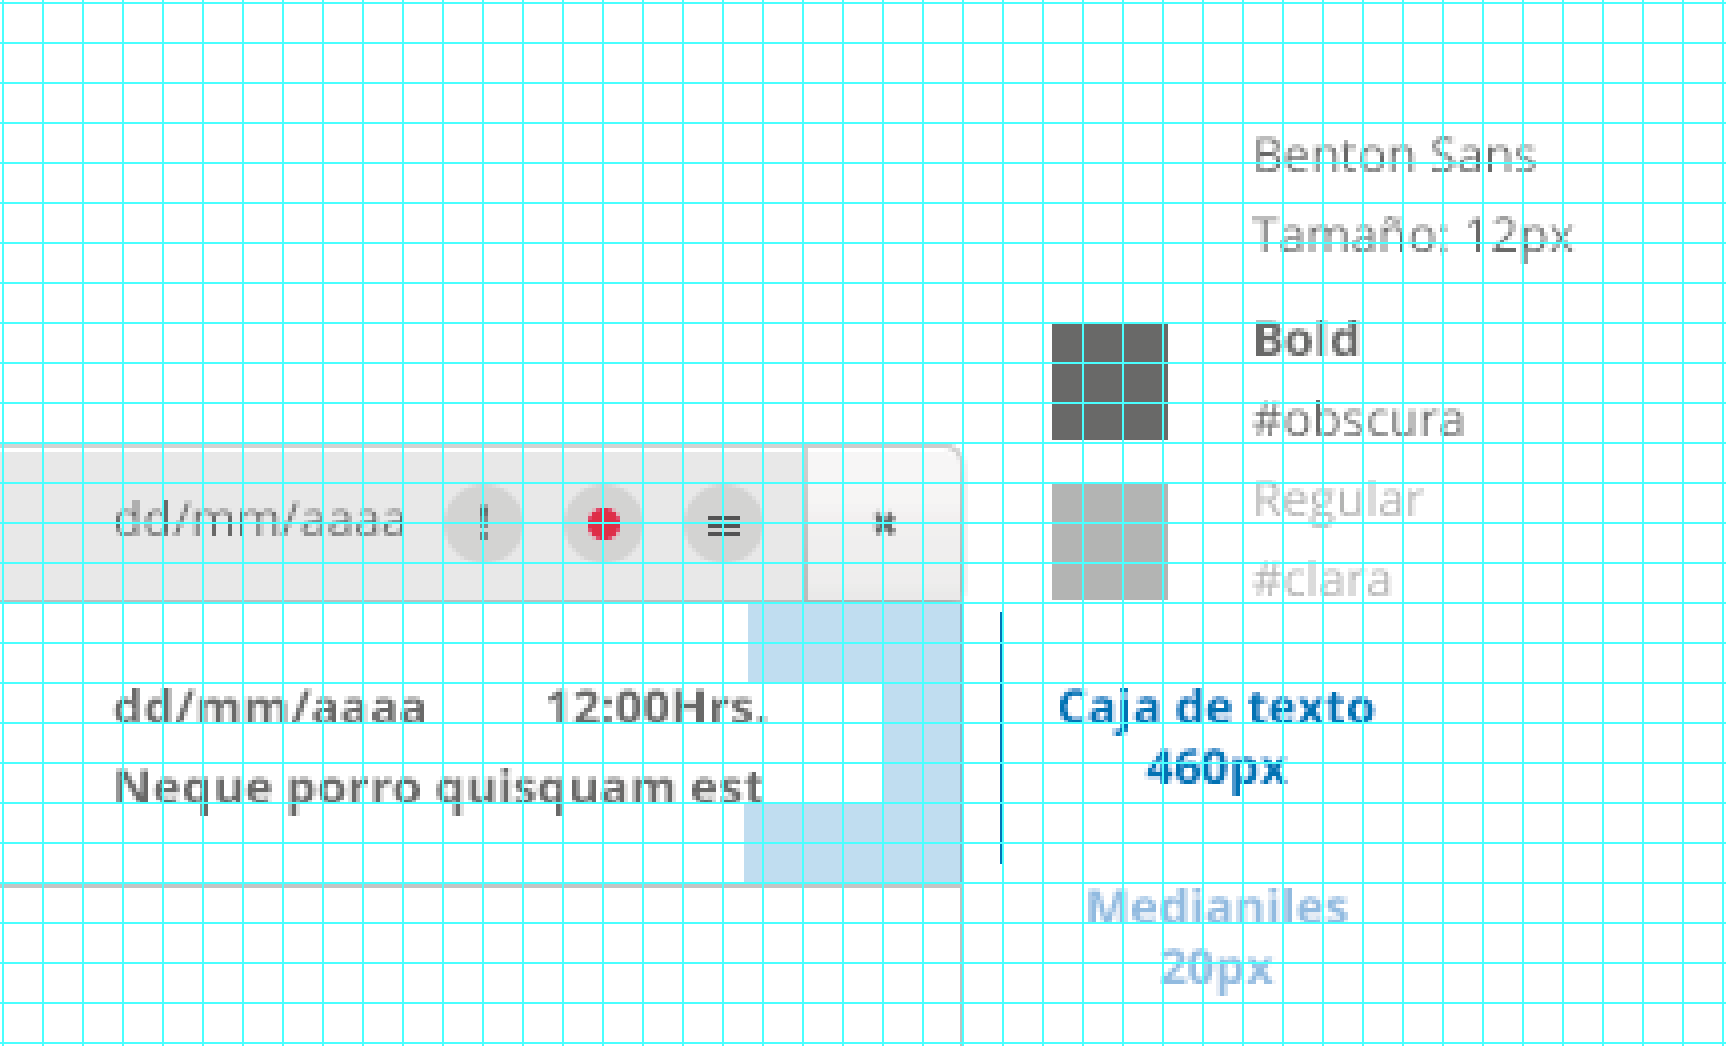 Benton Sans
Tamaño: 12px
Bold
#obscura
Regular
#clara
dd/mm/aaaa !
dd/mm/aaaa 12:00Hrs.
Neque porro quisquam est
Caja de texto
460px
Medianiles
20px